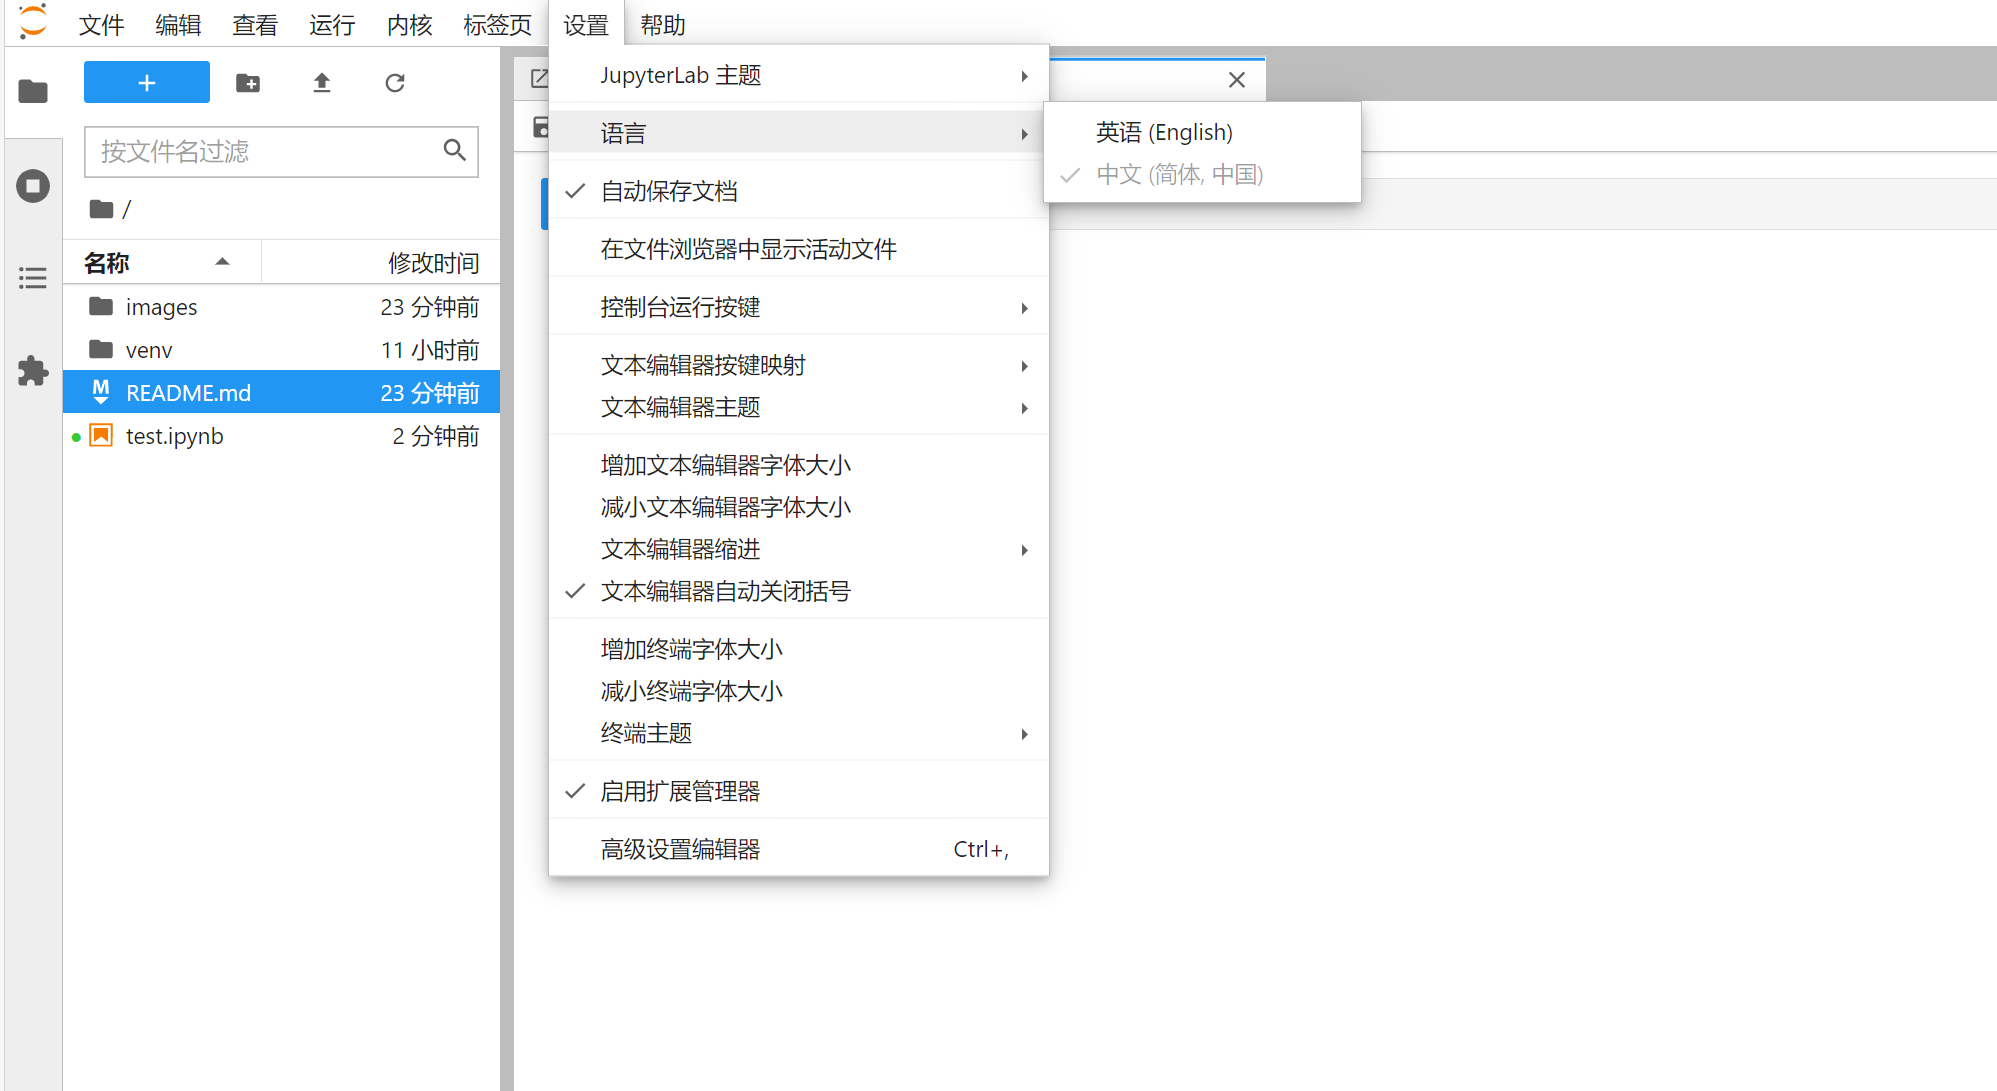 文件 编辑 查看 运行 内核 标签页 设置 帮助
按文件名过滤
/
名称 修改时间
images 23 分钟前
venv 11 小时前
README.md 23 分钟前
test.ipynb 2 分钟前
JupyterLab 主题
语言
自动保存文档
在文件浏览器中显示活动文件
控制台运行按键
文本编辑器按键映射
文本编辑器主题
增加文本编辑器字体大小
减小文本编辑器字体大小
文本编辑器缩进
文本编辑器自动关闭括号
增加终端字体大小
减小终端字体大小
终端主题
启用扩展管理器
高级设置编辑器 Ctrl+,
英语 (English)
中文 (简体, 中国)